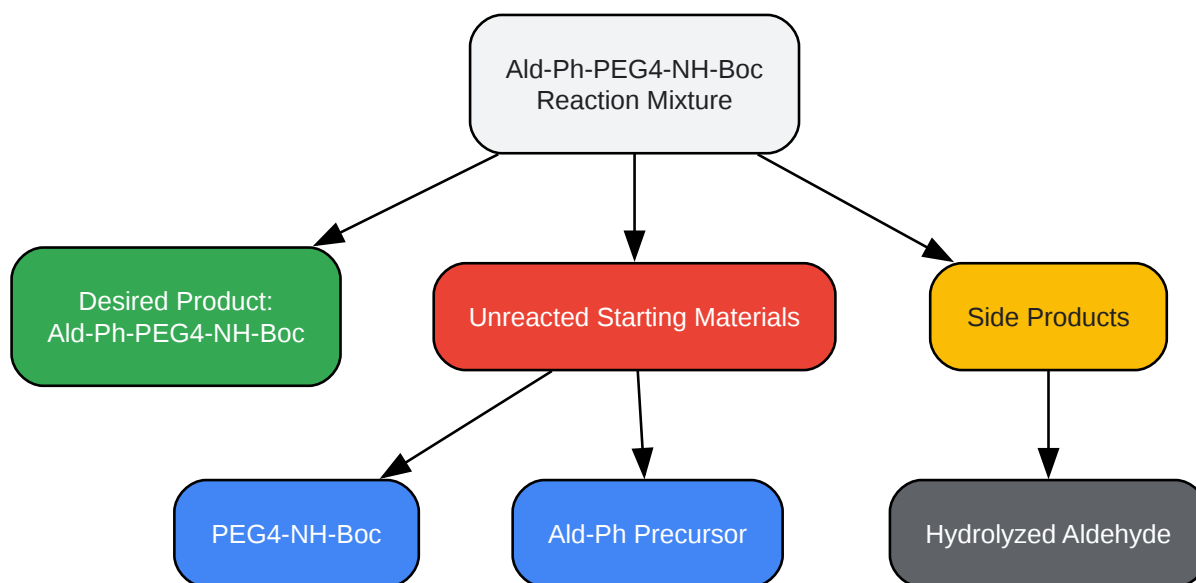 Ald-Ph-PEG4-NH-Boc
Reaction Mixture
Desired Product:
Ald-Ph-PEG4-NH-Boc
Unreacted Starting Materials
Side Products
PEG4-NH-Boc
Ald-Ph Precursor
Hydrolyzed Aldehyde